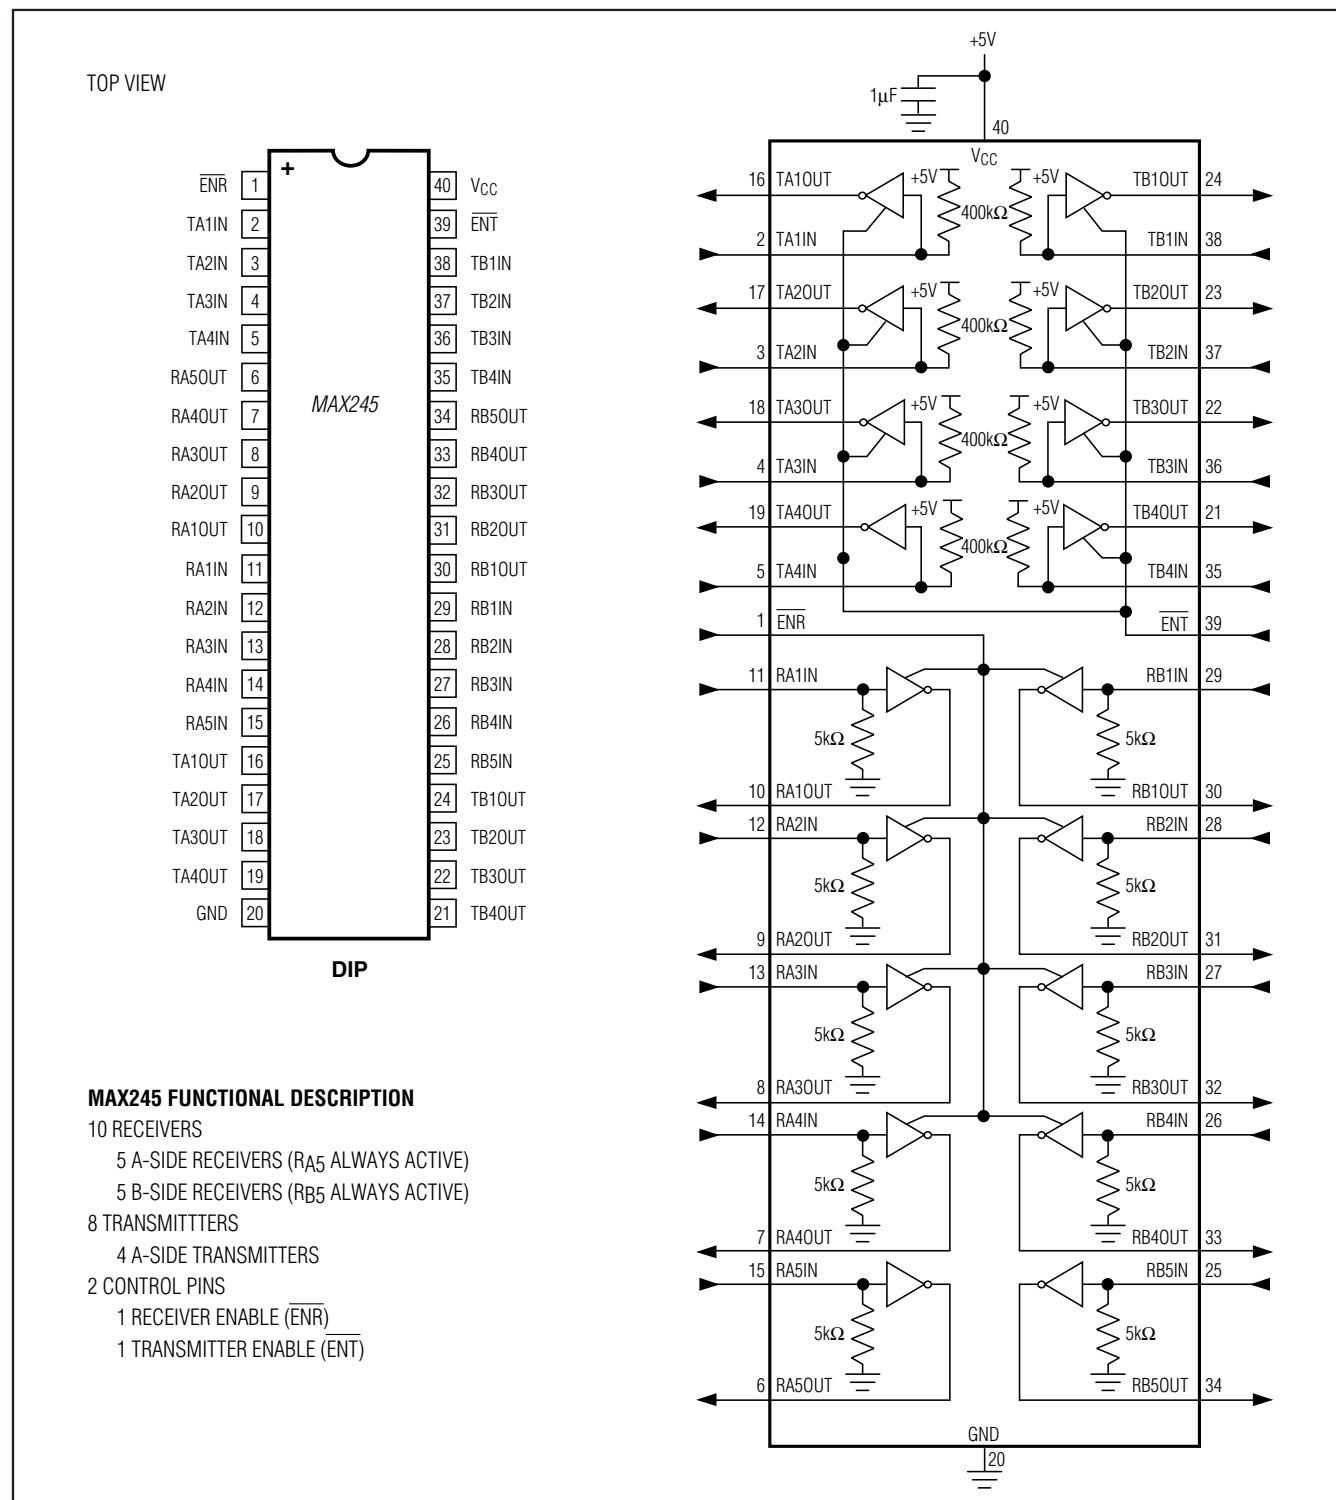 TOP VIEW
MAX245
+
ENR 1
TA1IN 2
TA2IN 3
TA3IN 4
TA4IN 5
RA5OUT 6
RA4OUT 7
RA3OUT 8
RA2OUT 9
RA1OUT 10
RA1IN 11
RA2IN 12
RA3IN 13
RA4IN 14
RA5IN 15
TA1OUT 16
TA2OUT 17
TA3OUT 18
TA4OUT 19
GND 20
40 VCC
39 ENT
38 TB1IN
37 TB2IN
36 TB3IN
35 TB4IN
34 RB5OUT
33 RB4OUT
32 RB3OUT
31 RB2OUT
30 RB1OUT
29 RB1IN
28 RB2IN
27 RB3IN
26 RB4IN
25 RB5IN
24 TB1OUT
23 TB2OUT
22 TB3OUT
21 TB4OUT
DIP
MAX245 FUNCTIONAL DESCRIPTION
10 RECEIVERS
5 A-SIDE RECEIVERS (RA5 ALWAYS ACTIVE)
5 B-SIDE RECEIVERS (RB5 ALWAYS ACTIVE)
8 TRANSMITTTERS
4 A-SIDE TRANSMITTERS
2 CONTROL PINS
1 RECEIVER ENABLE (ENR)
1 TRANSMITTER ENABLE (ENT)
+5V
1µF
40
VCC
16 TA1OUT +5V +5V TB1OUT 24
400kΩ
2 TA1IN TB1IN 38
17 TA2OUT +5V +5V TB2OUT 23
400kΩ
3 TA2IN TB2IN 37
18 TA3OUT +5V +5V TB3OUT 22
400kΩ
4 TA3IN TB3IN 36
19 TA4OUT +5V +5V TB4OUT 21
400kΩ
5 TA4IN TB4IN 35
1 ENR ENT 39
11 RA1IN RB1IN 29
5kΩ 5kΩ
10 RA1OUT RB1OUT 30
12 RA2IN RB2IN 28
5kΩ 5kΩ
9 RA2OUT RB2OUT 31
13 RA3IN RB3IN 27
5kΩ 5kΩ
8 RA3OUT RB3OUT 32
14 RA4IN RB4IN 26
5kΩ 5kΩ
7 RA4OUT RB4OUT 33
15 RA5IN RB5IN 25
5kΩ 5kΩ
6 RA5OUT RB5OUT 34
GND
20